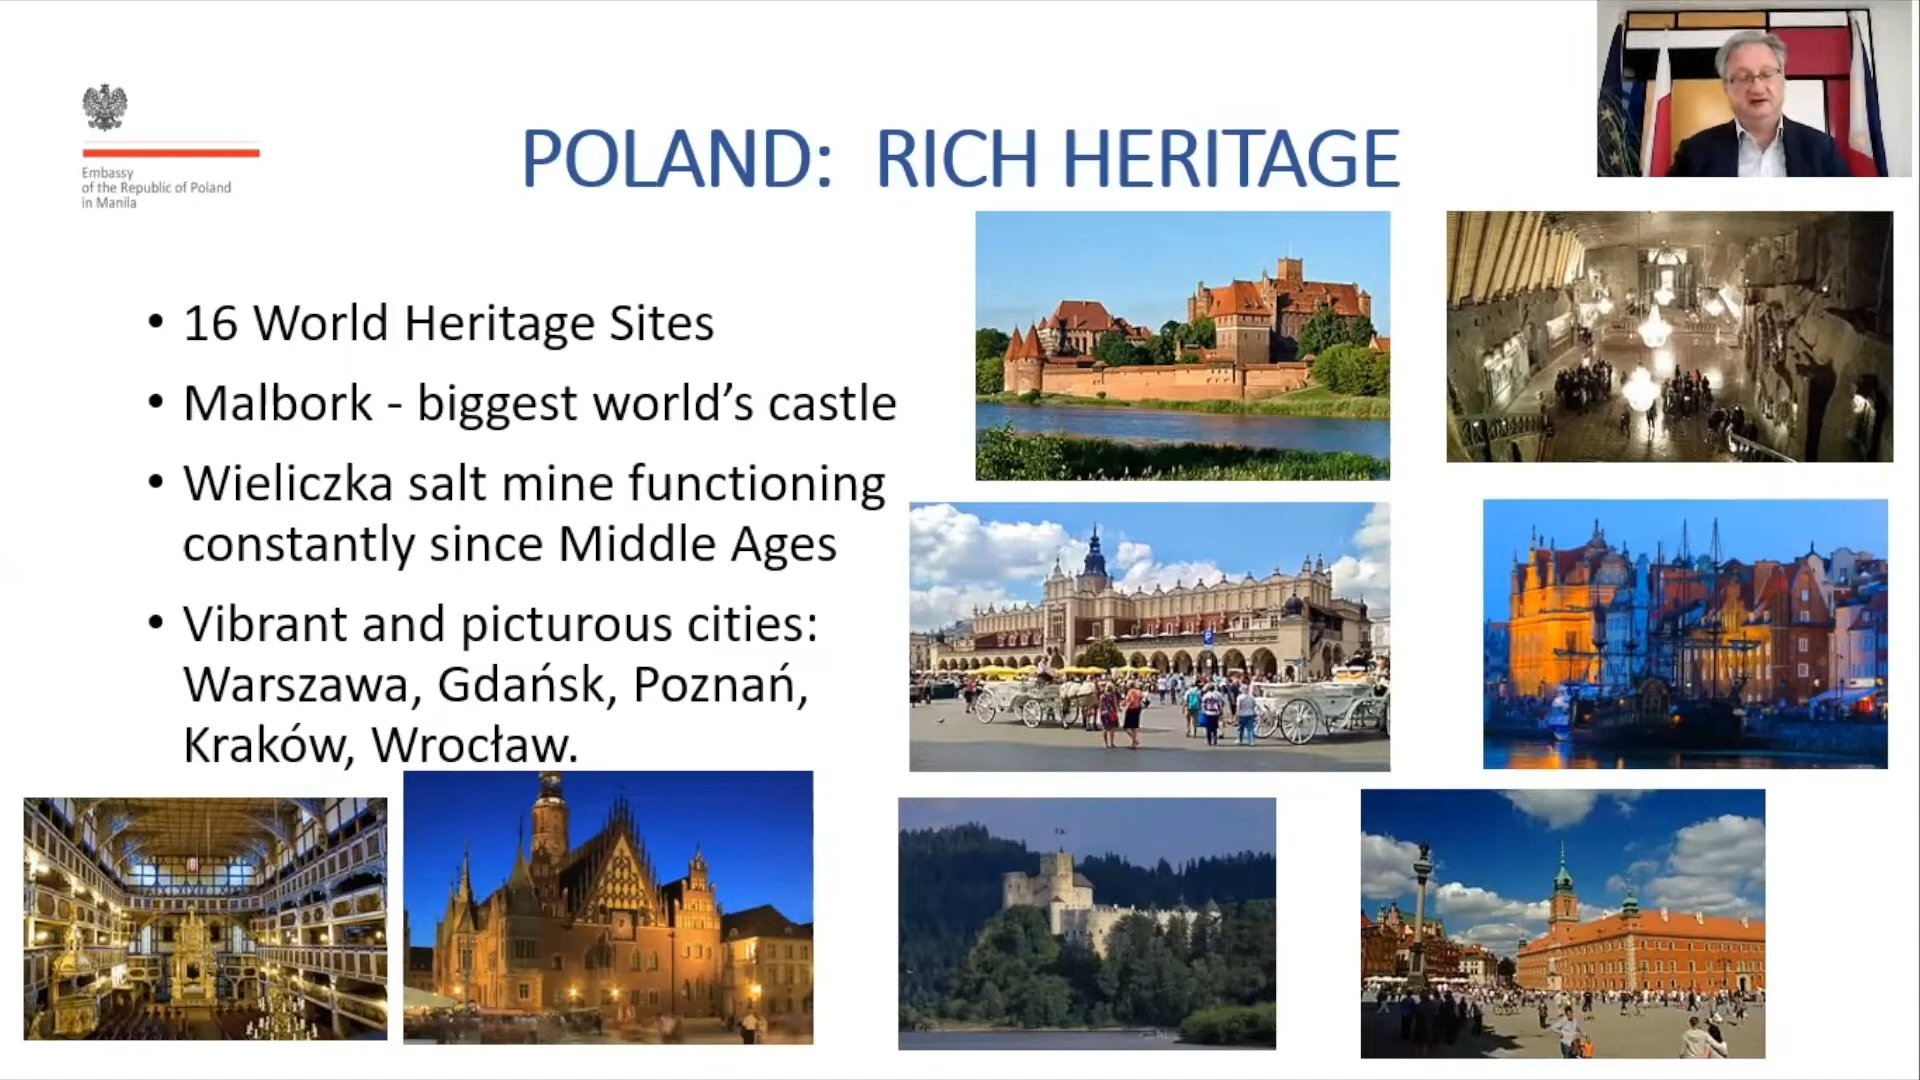 Embassy
of the Republic of Poland
in Manila
POLAND: RICH HERITAGE
• 16 World Heritage Sites
• Malbork - biggest world’s castle
• Wieliczka salt mine functioning
constantly since Middle Ages
• Vibrant and picturous cities:
Warszawa, Gdańsk, Poznań,
Kraków, Wrocław.
P